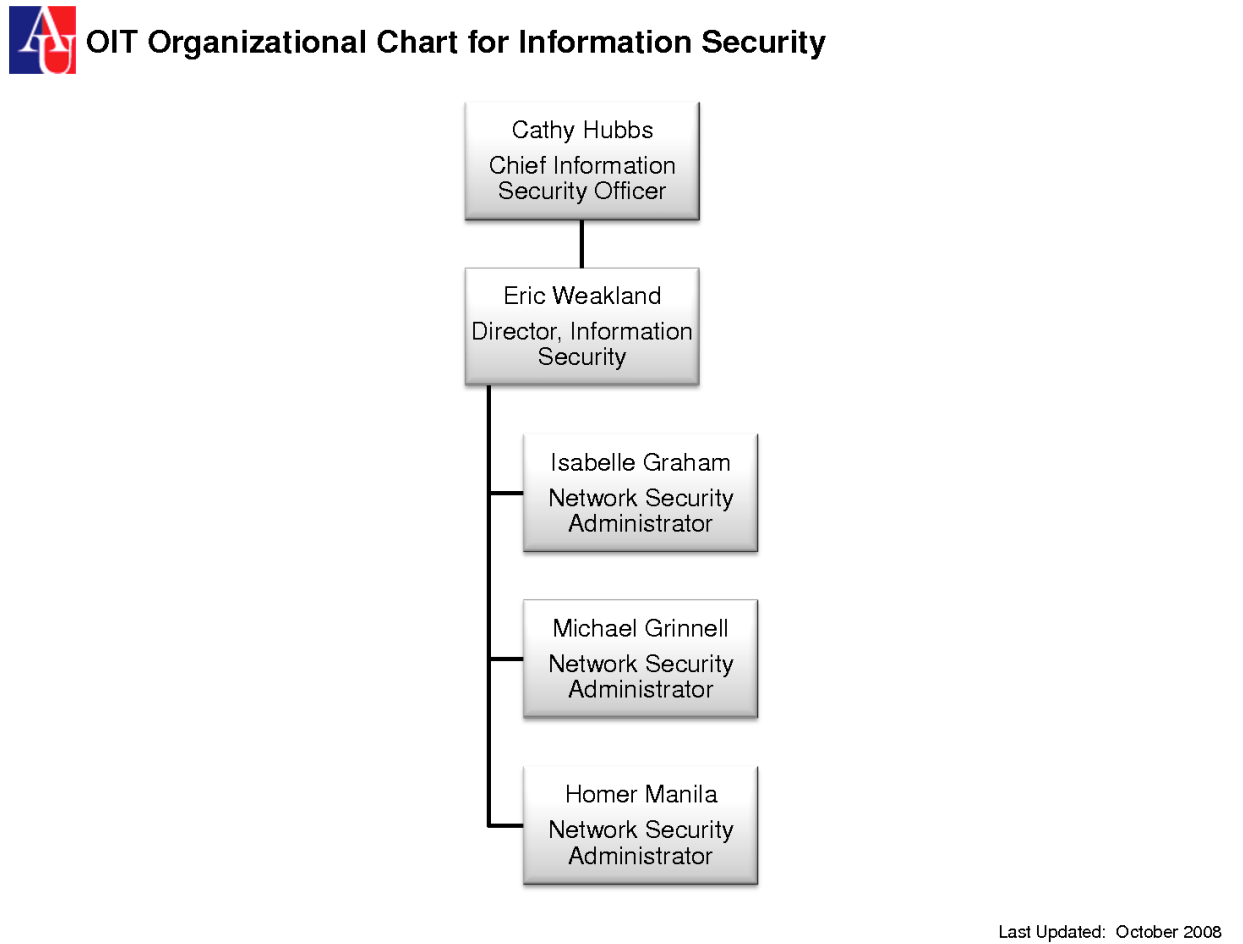 AU
OIT Organizational Chart for Information Security
Cathy Hubbs
Chief Information
Security Officer
Eric Weakland
Director, Information
Security
Isabelle Graham
Network Security
Administrator
Michael Grinnell
Network Security
Administrator
Homer Manila
Network Security
Administrator
Last Updated: October 2008